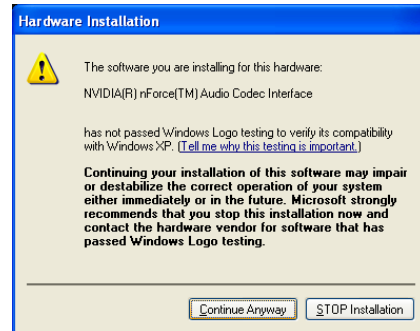 Hardware Installation
The software you are installing for this hardware:
NVIDIA(R) nForce(TM) Audio Codec Interface
has not passed Windows Logo testing to verify its compatibility
with Windows XP. (Tell me why this testing is important.)
Continuing your installation of this software may impair
or destabilize the correct operation of your system
either immediately or in the future. Microsoft strongly
recommends that you stop this installation now and
contact the hardware vendor for software that has
passed Windows Logo testing.
Continue Anyway
STOP Installation